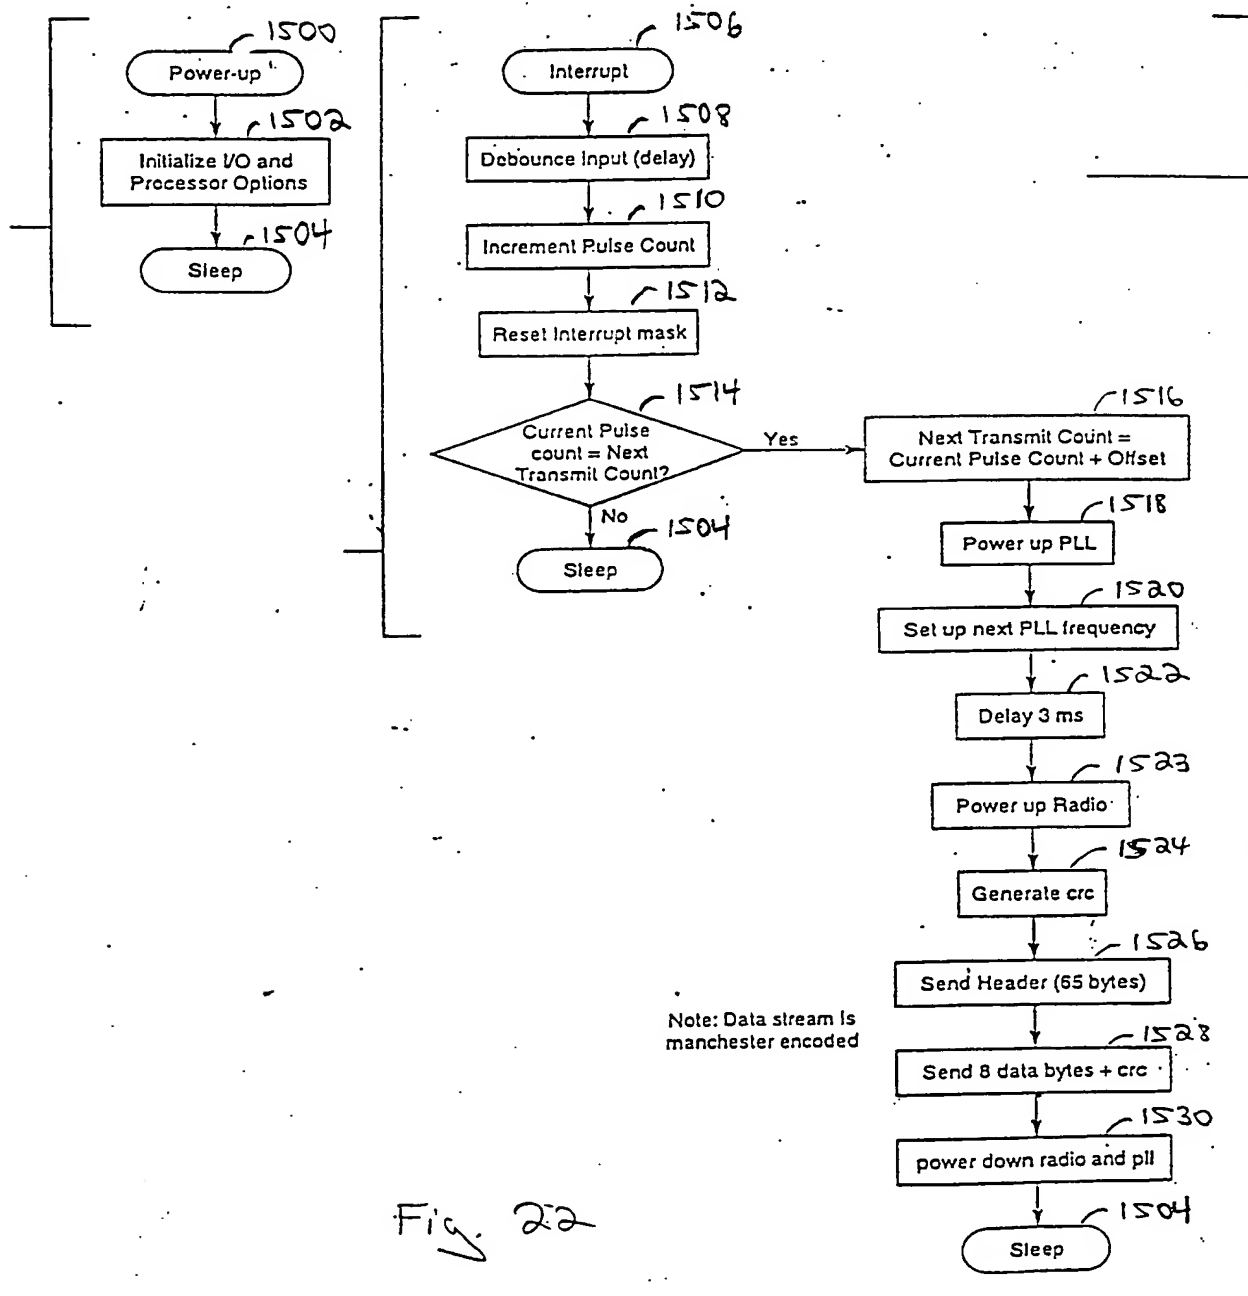 1500
Power-up
1502
Initialize I/O and
Processor Options
1504
Sleep
1506
Interrupt
1508
Debounce Input (delay)
1510
Increment Pulse Count
1512
Reset Interrupt mask
1514
Current Pulse
count = Next
Transmit Count?
Yes
No
1504
Sleep
1516
Next Transmit Count =
Current Pulse Count + Offset
1518
Power up PLL
1520
Set up next PLL frequency
1522
Delay 3 ms
1523
Power up Radio
1524
Generate crc
1526
Send Header (65 bytes)
Note: Data stream is
manchester encoded
1528
Send 8 data bytes + crc
1530
power down radio and pll
1504
Sleep
Fig. 22